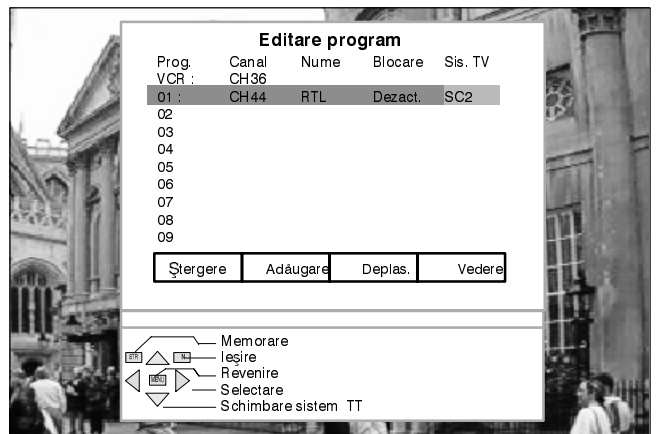 Editare program
Prog. Canal Nume Blocare Sis. TV
VCR : CH36
01 : CH44 RTL Dezact. SC2
02
03
04
05
06
07
08
09
Ştergere Adăugare Deplas. Vedere
Memorare
STR N Ieşire
Revenire
MENU
Selectare
Schimbare sistem TT